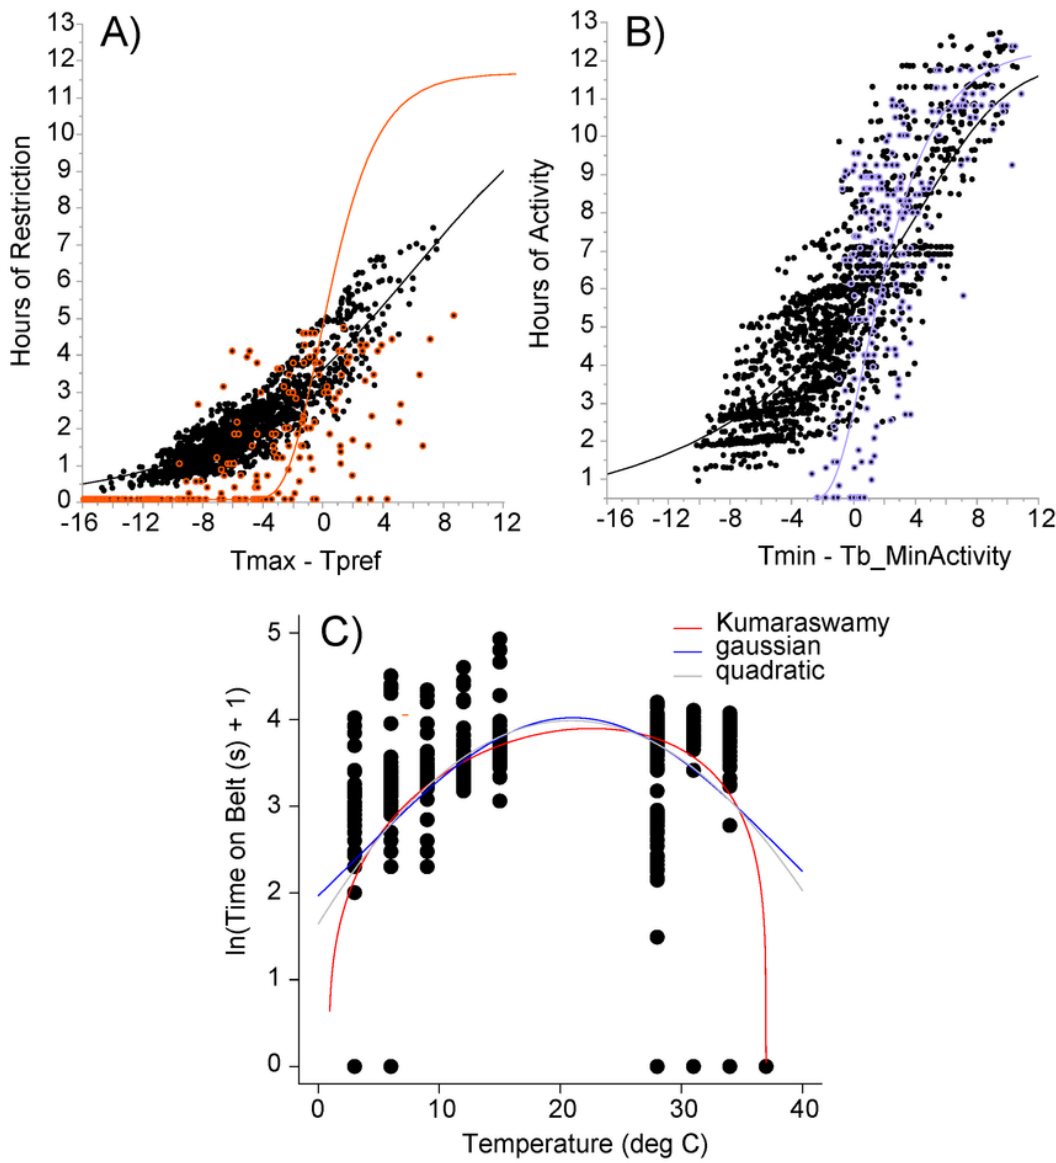 A)
Hours of Restriction
13
12
11
10
9
8
7
6
5
4
3
2
1
0
-16 -12 -8 -4 0 4 8 12
Tmax - Tpref
B)
Hours of Activity
13
12
11
10
9
8
7
6
5
4
3
2
1
-16 -12 -8 -4 0 4 8 12
Tmin - Tb_MinActivity
C)
Kumaraswamy
gaussian
quadratic
ln(Time on Belt (s) + 1)
5
4
3
2
1
0
0 10 20 30 40
Temperature (deg C)